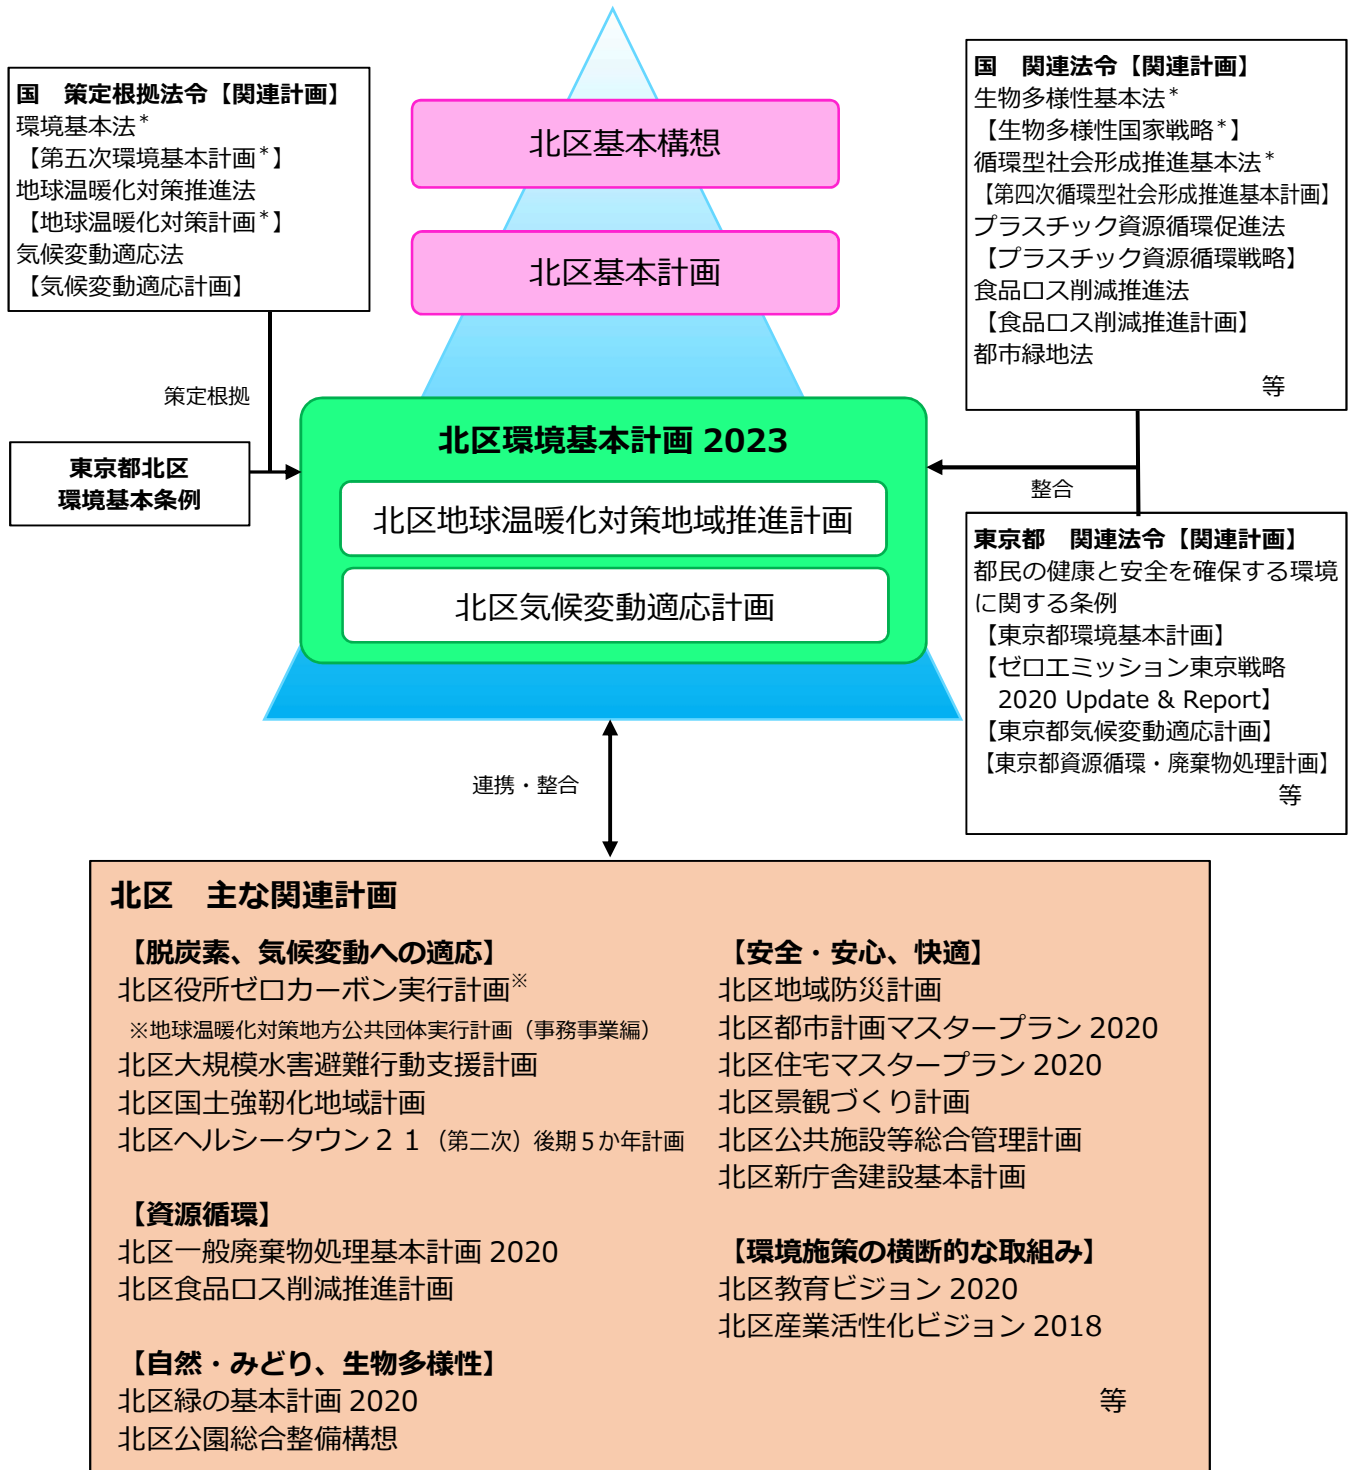 国　策定根拠法令【関連計画】
環境基本法*
【第五次環境基本計画*】
地球温暖化対策推進法
【地球温暖化対策計画*】
気候変動適応法
【気候変動適応計画】
北区基本構想
北区基本計画
国　関連法令【関連計画】
生物多様性基本法*
【生物多様性国家戦略*】
循環型社会形成推進基本法*
【第四次循環型社会形成推進基本計画】
プラスチック資源循環促進法
【プラスチック資源循環戦略】
食品ロス削減推進法
【食品ロス削減推進計画】
都市緑地法
等
策定根拠
東京都北区
環境基本条例
北区環境基本計画 2023
北区地球温暖化対策地域推進計画
北区気候変動適応計画
整合
東京都　関連法令【関連計画】
都民の健康と安全を確保する環境
に関する条例
【東京都環境基本計画】
【ゼロエミッション東京戦略
2020 Update & Report】
【東京都気候変動適応計画】
【東京都資源循環・廃棄物処理計画】
等
連携・整合
北区　主な関連計画
【脱炭素、気候変動への適応】
北区役所ゼロカーボン実行計画※
※地球温暖化対策地方公共団体実行計画（事務事業編）
北区大規模水害避難行動支援計画
北区国土強靭化地域計画
北区ヘルシータウン２１（第二次）後期５か年計画
【資源循環】
北区一般廃棄物処理基本計画 2020
北区食品ロス削減推進計画
【自然・みどり、生物多様性】
北区緑の基本計画 2020
北区公園総合整備構想
【安全・安心、快適】
北区地域防災計画
北区都市計画マスタープラン 2020
北区住宅マスタープラン 2020
北区景観づくり計画
北区公共施設等総合管理計画
北区新庁舎建設基本計画
【環境施策の横断的な取組み】
北区教育ビジョン 2020
北区産業活性化ビジョン 2018
等